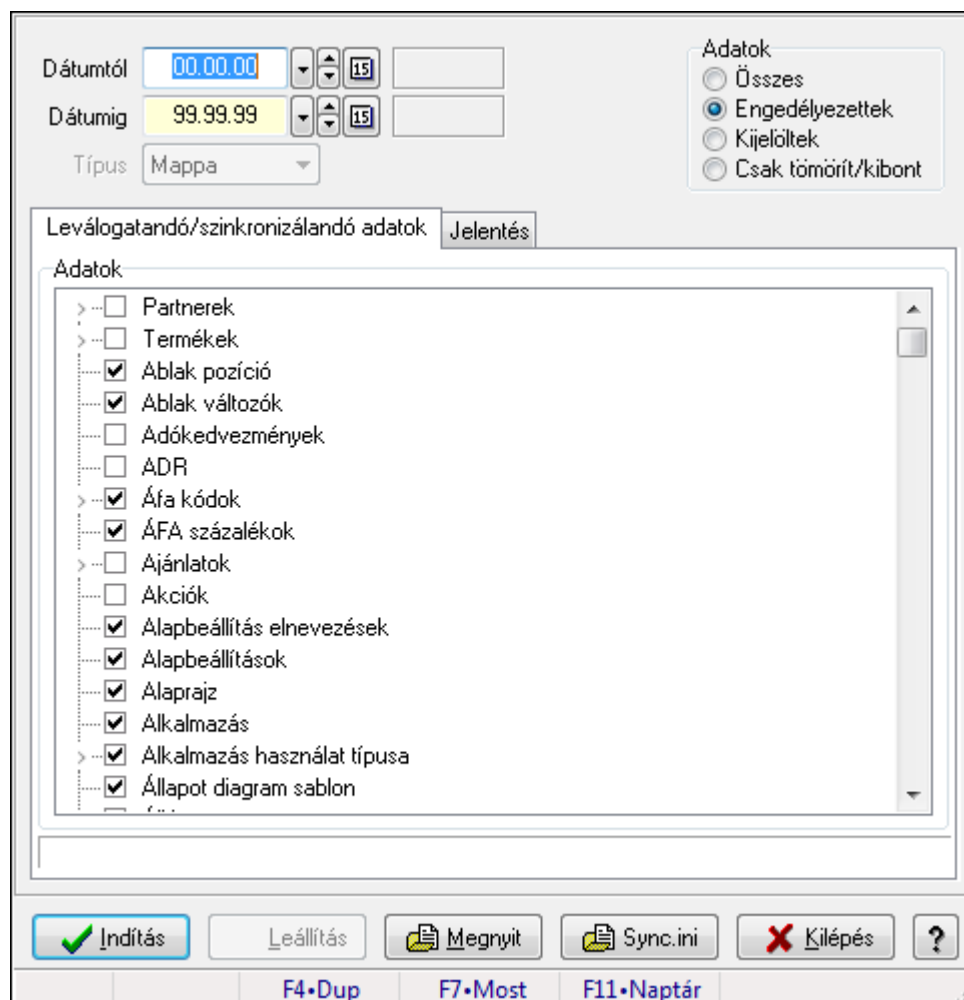 Dátumtól 00.00.00 15
Dátumig 99.99.99 15
Típus Mappa
Adatok
Összes
Engedélyezettek
Kijelöltek
Csak tömörít/kibont
Leválogatandó/szinkronizálandó adatok Jelentés
Adatok
Partnerek
Termékek
Ablak pozíció
Ablak változók
Adókedvezmények
ADR
Áfa kódok
ÁFA százalékok
Ajánlatok
Akciók
Alapbeállítás elnevezések
Alapbeállítások
Alaprajz
Alkalmazás
Alkalmazás használat típusa
Állapot diagram sablon
Indítás Leállítás Megnyit Sync.ini Kilépés ?
F4•Dup F7•Most F11•Naptár